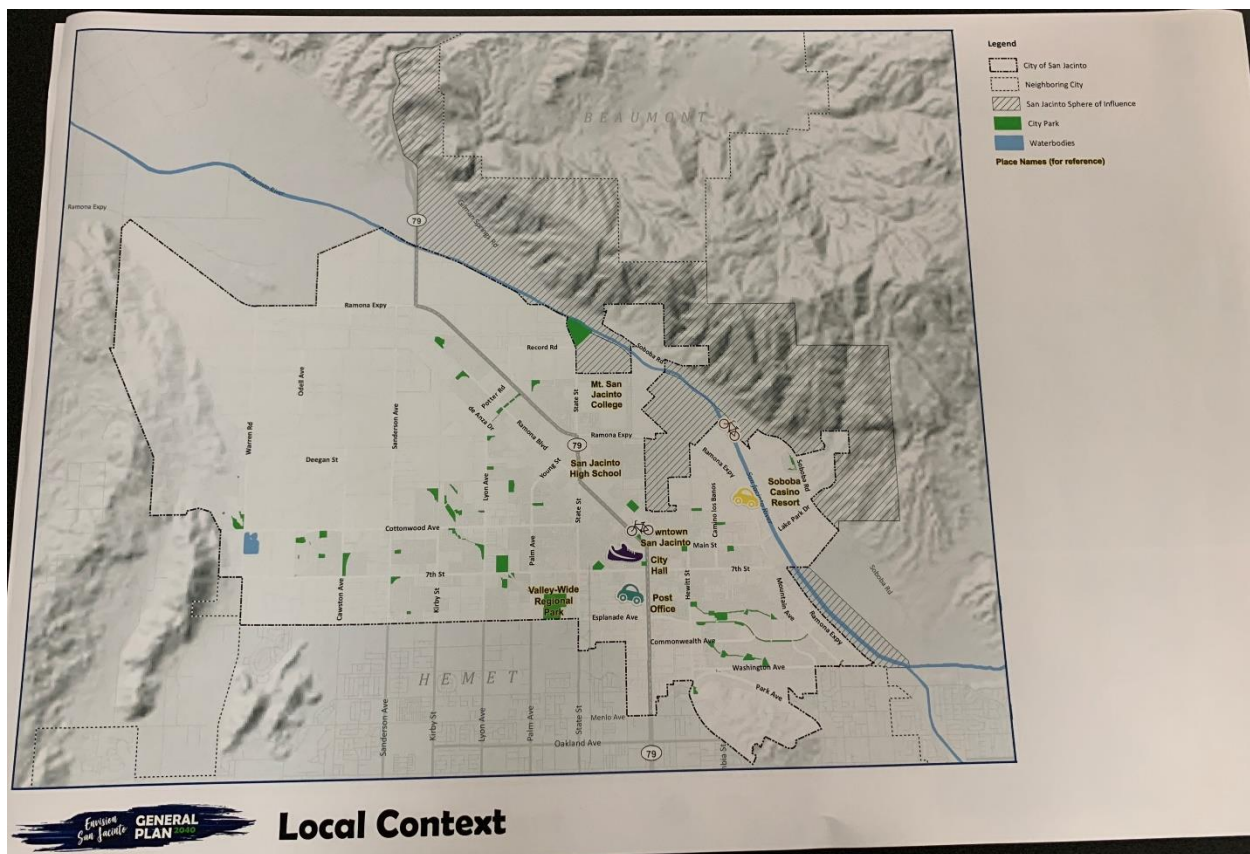 Legend
City of San Jacinto
Neighboring City
San Jacinto Sphere of Influence
City Park
Waterbodies
Place Names (for reference)
BEAUMONT
Ramona Expy
79
Gilman Springs Rd
Ramona Expy
Record Rd
Soboba Rd
Odell Ave
Sanderson Ave
Warren Rd
Deegan St
Potter Rd
de Anza Dr
Ramona Blvd
State St
Mt. San
Jacinto
College
Ramona Expy
79
San Jacinto
High School
Young St
Lyon Ave
State St
Ramona Expy
Camino los Banos
Soboba
Casino
Resort
Soboba Rd
Lake Park Dr
Cottonwood Ave
Palm Ave
wntown
San Jacinto
Main St
City
Hall
7th St
7th St
Hewitt St
Mountain Ave
Soboba Rd
Cawston Ave
Kirby St
Valley-Wide
Regional
Park
Post
Office
Esplanade Ave
Ramona Expy
Commonwealth Ave
Washington Ave
Park Ave
HEMET
Sanderson Ave
Kirby St
Lyon Ave
Palm Ave
State St
Menlo Ave
Oakland Ave
79
Envision
San Jacinto
GENERAL
PLAN 2040
Local Context